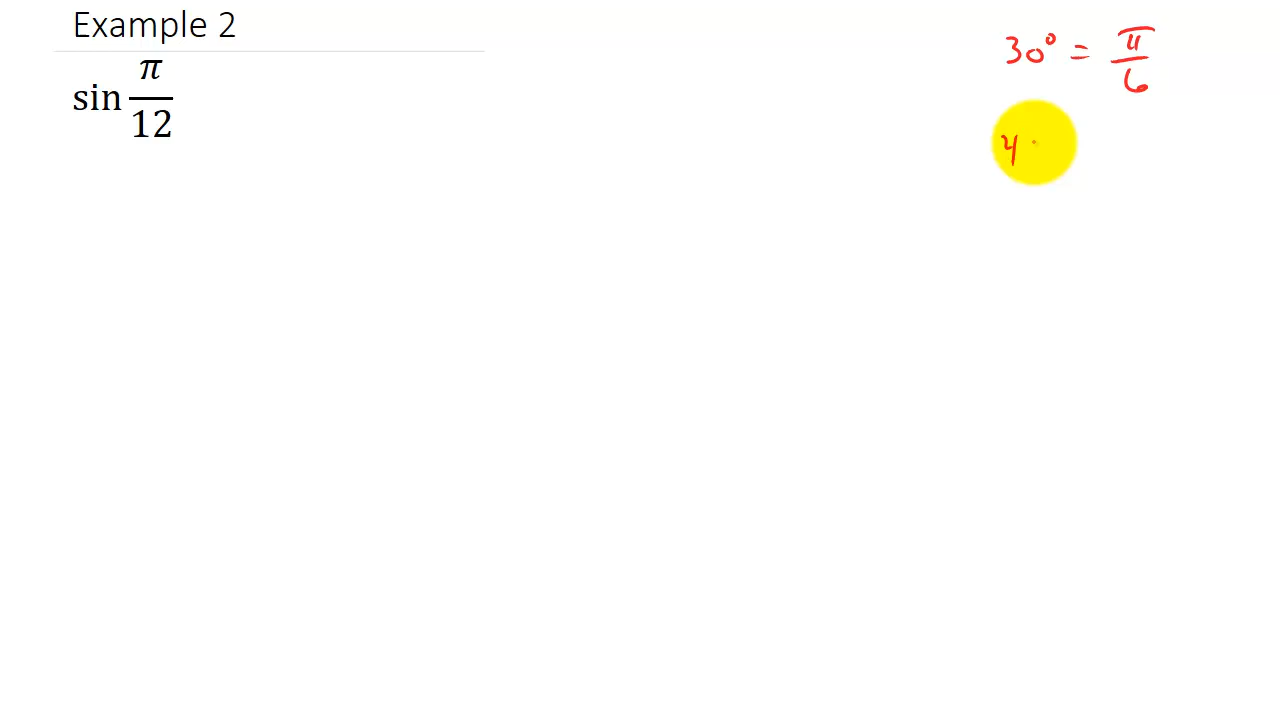 Example 2
sin π/12
30° = π/6
4